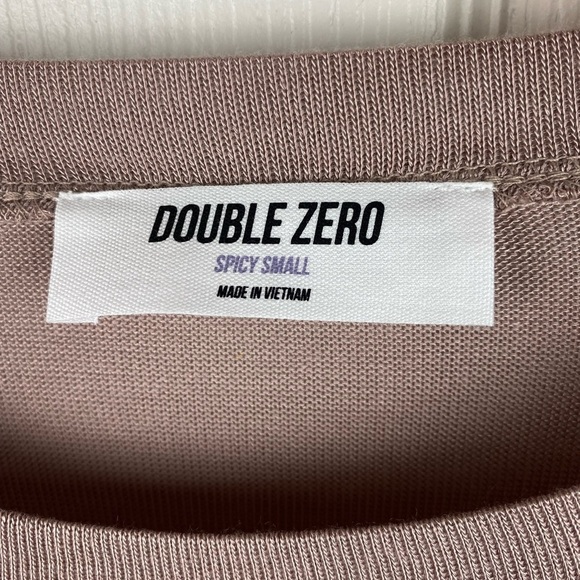 DOUBLE ZERO
SPICY SMALL
MADE IN VIETNAM